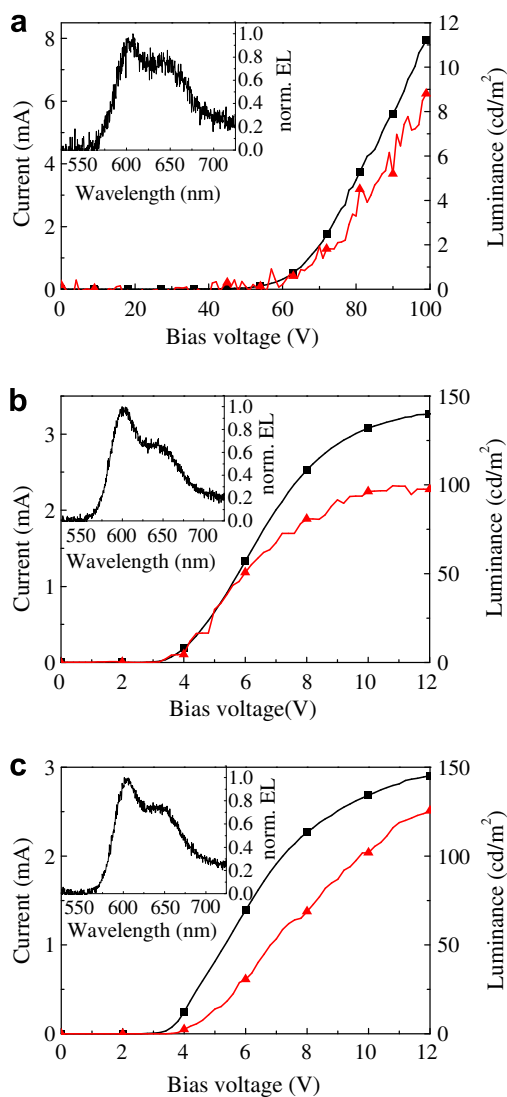 a
8
6
4
2
0
Current (mA)
12
10
8
6
4
2
0
Luminance (cd/m²)
0 20 40 60 80 100
Bias voltage (V)
1.0
0.8
0.6
0.4
0.2
0.0
norm. EL
550 600 650 700
Wavelength (nm)
b
3
2
1
0
Current (mA)
150
100
50
0
Luminance (cd/m²)
0 2 4 6 8 10 12
Bias voltage(V)
1.0
0.8
0.6
0.4
0.2
0.0
norm. EL
550 600 650 700
Wavelength (nm)
c
3
2
1
0
Current (mA)
150
100
50
0
Luminance (cd/m²)
0 2 4 6 8 10 12
Bias voltage (V)
1.0
0.8
0.6
0.4
0.2
0.0
norm. EL
550 600 650 700
Wavelength (nm)